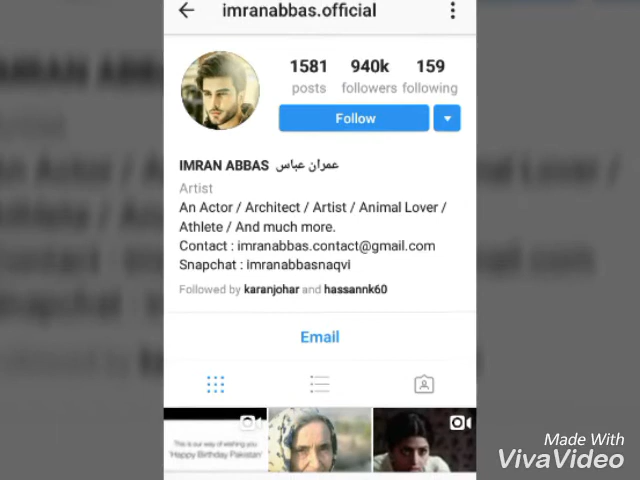 imranabbas.official
1581 940k 159
posts followers following
Follow
IMRAN ABBAS عمران عباس
Artist
An Actor / Architect / Artist / Animal Lover /
Athlete / And much more.
Contact : imranabbas.contact@gmail.com
Snapchat : imranabbasnaqvi
Followed by karanjohar and hassannk60
Email
This is our way of wishing you
'Happy Birthday Pakistan'
Made With
VivaVideo